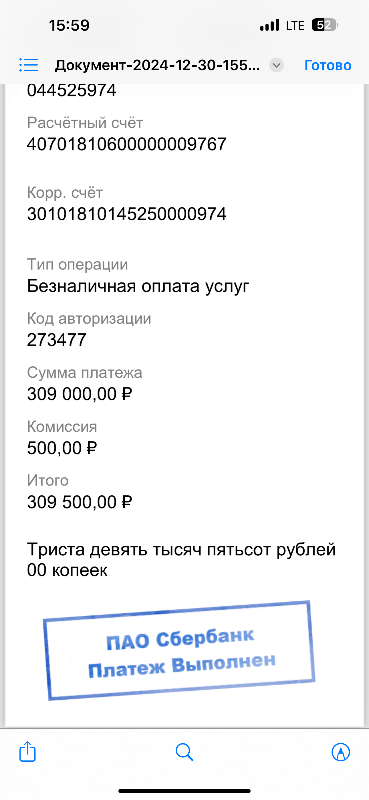 15:59
LTE
52
Документ-2024-12-30-155...
Готово
044525974
Расчётный счёт
40701810600000009767
Корр. счёт
30101810145250000974
Тип операции
Безналичная оплата услуг
Код авторизации
273477
Сумма платежа
309 000,00 ₽
Комиссия
500,00 ₽
Итого
309 500,00 ₽
Триста девять тысяч пятьсот рублей
00 копеек
ПАО Сбербанк
Платеж Выполнен